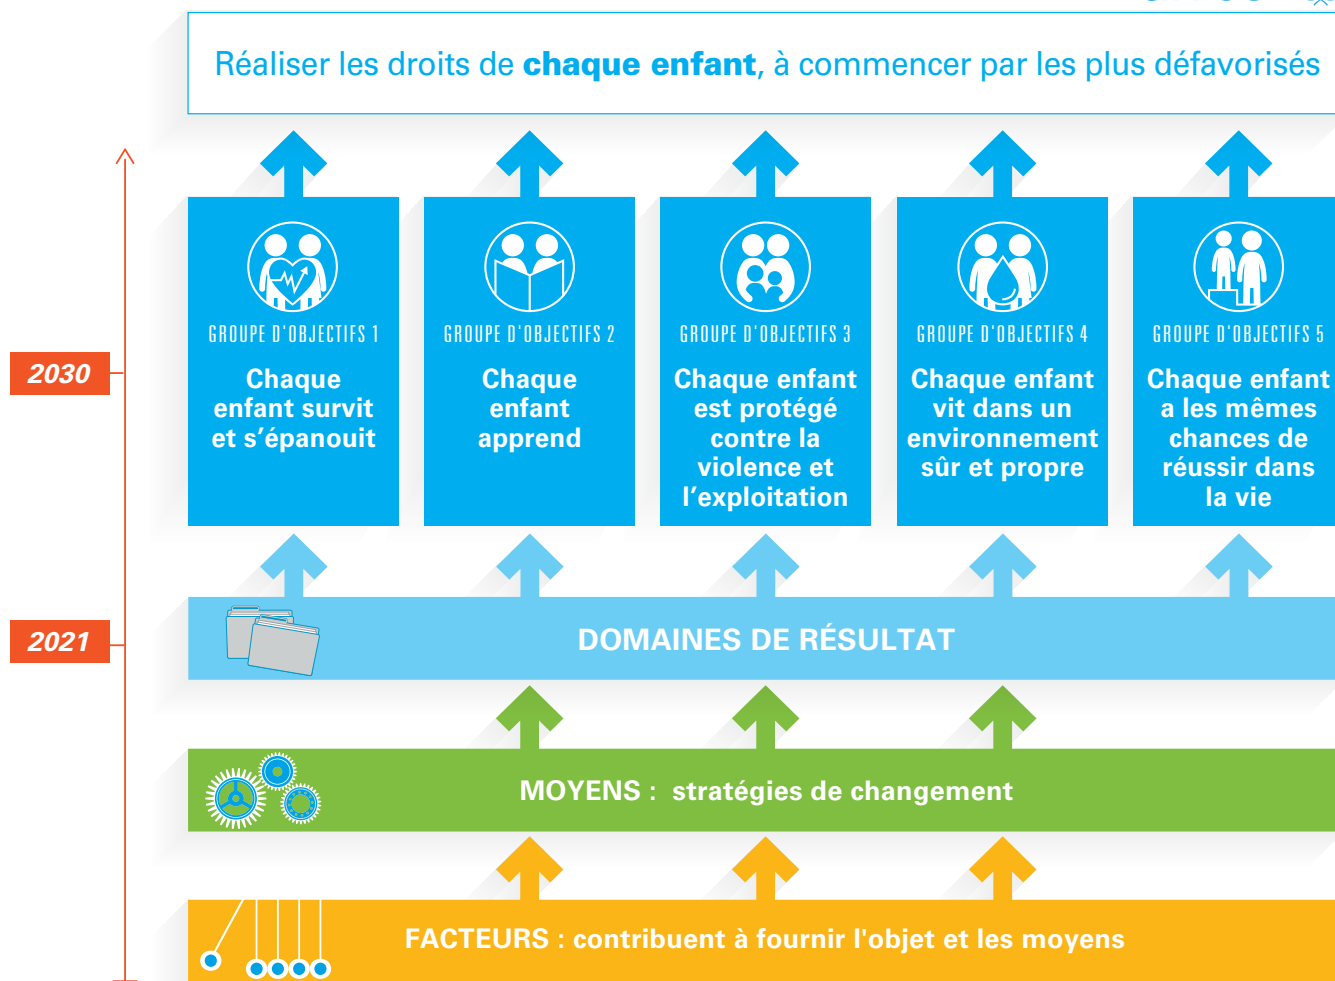 Réaliser les droits de chaque enfant, à commencer par les plus défavorisés
GROUPE D'OBJECTIFS 1
Chaque
enfant survit
et s’épanouit
GROUPE D'OBJECTIFS 2
Chaque
enfant
apprend
GROUPE D'OBJECTIFS 3
Chaque enfant
est protégé
contre la
violence et
l’exploitation
GROUPE D'OBJECTIFS 4
Chaque enfant
vit dans un
environnement
sûr et propre
GROUPE D'OBJECTIFS 5
Chaque enfant
a les mêmes
chances de
réussir dans
la vie
2030
2021
DOMAINES DE RÉSULTAT
MOYENS : stratégies de changement
FACTEURS : contribuent à fournir l'objet et les moyens